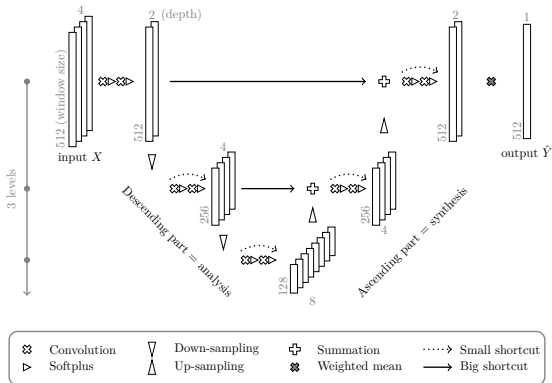 4
2 (depth)
2
1
512 (window size)
512
512
512
input X
output Ŷ
3 levels
4
256
256
4
Descending part = analysis
Ascending part = synthesis
128
8
Convolution
Down-sampling
Summation
Small shortcut
Softplus
Up-sampling
Weighted mean
Big shortcut